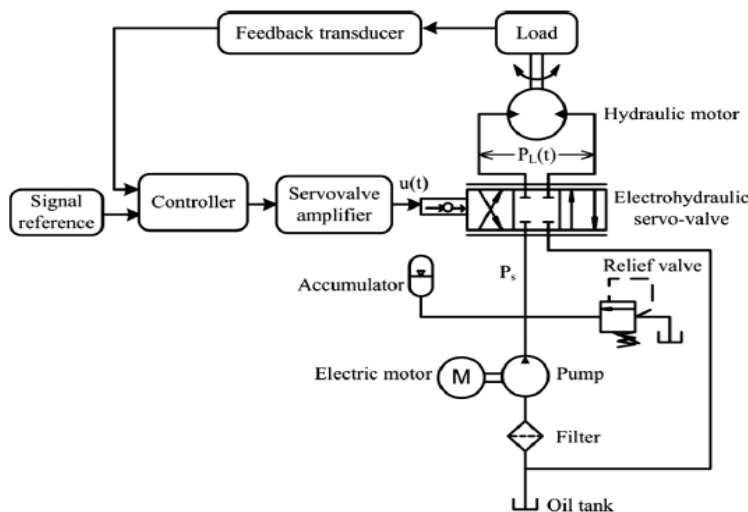 Feedback transducer
Load
Hydraulic motor
P_L(t)
Signal
reference
Controller
Servovalve
amplifier
u(t)
Electrohydraulic
servo-valve
P_s
Relief valve
Accumulator
Electric motor
M
Pump
Filter
Oil tank